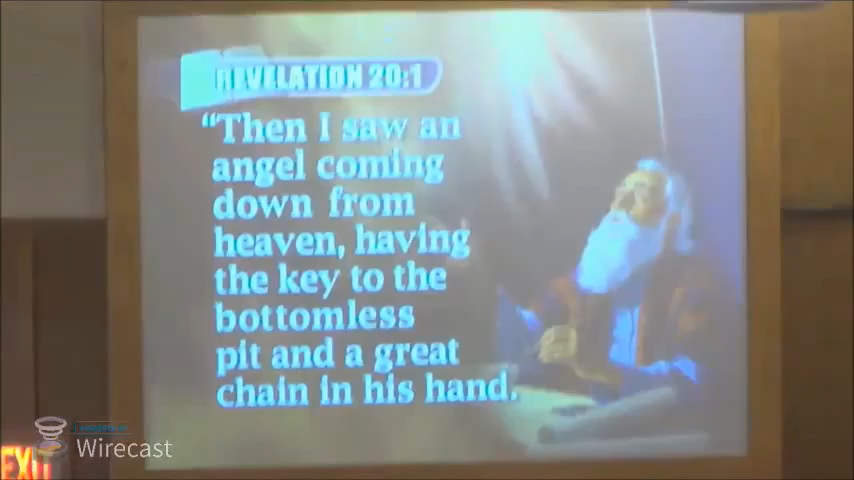 REVELATION 20:1
“Then I saw an
angel coming
down from
heaven, having
the key to the
bottomless
pit and a great
chain in his hand.
Wirecast
EXIT